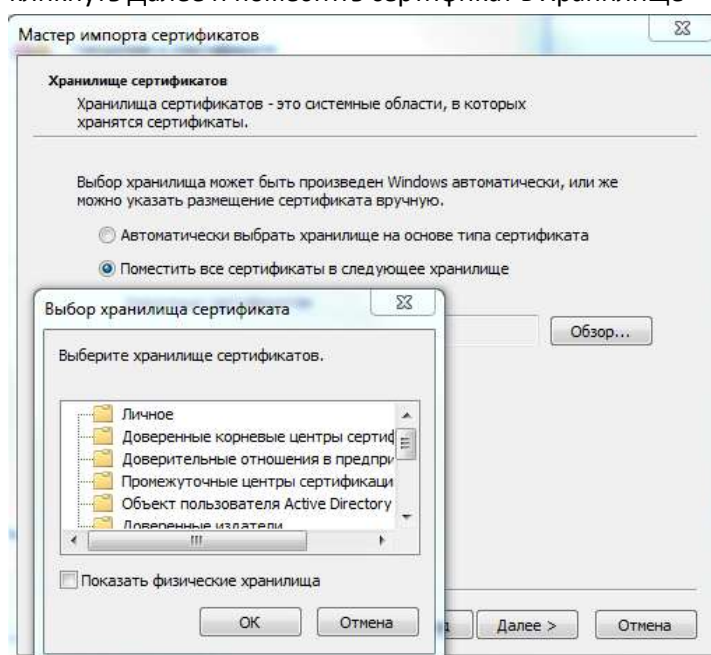 Мастер импорта сертификатов
Хранилище сертификатов
Хранилища сертификатов - это системные области, в которых
хранятся сертификаты.
Выбор хранилища может быть произведен Windows автоматически, или же
можно указать размещение сертификата вручную.
Автоматически выбрать хранилище на основе типа сертификата
Поместить все сертификаты в следующее хранилище
Обзор...
Выбор хранилища сертификата
Выберите хранилище сертификатов.
Личное
Доверенные корневые центры сертиф
Доверительные отношения в предпри
Промежуточные центры сертификаци
Объект пользователя Active Directory
Доверенные издатели
Показать физические хранилища
ОК
Отмена
Далее >
Отмена